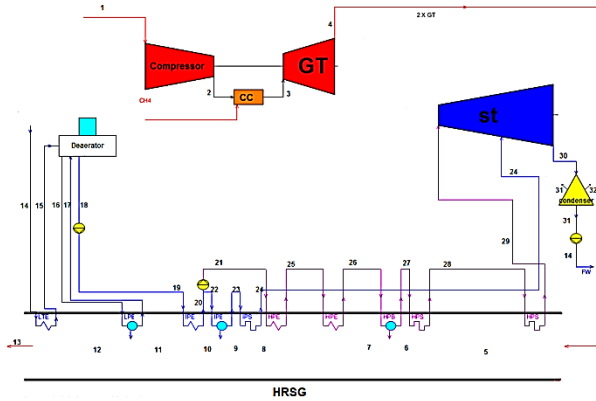 1
4
2 X GT
Compressor
GT
2
CC
3
CH4
st
Deaerator
30
24
31
32
condenser
14
15
16
17
18
31
29
14
FW
21
25
26
27
28
19
20
22
23
24
LTE
LPE
IPE
IPE
IPS
HPE
HPE
HPB
HPS
HPS
13
12
11
10
9
8
7
6
5
HRSG